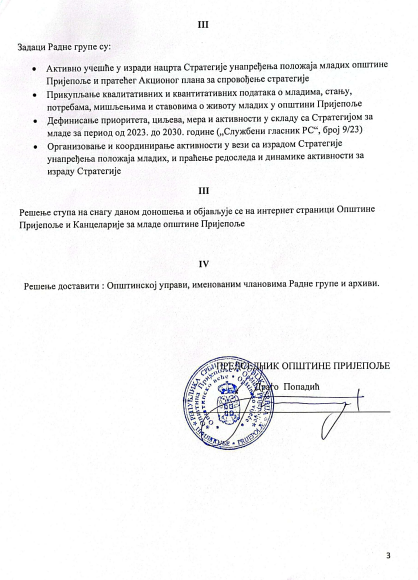 III
Задаци Радне групе су:
• Активно учешће у изради нацрта Стратегије унапређења положаја младих општине
Пријепоље и пратећег Акционог плана за спровођење стратегије
• Прикупљање квалитативних и квантитативних података о младима, стању,
потребама, мишљењима и ставовима о животу младих у општини Пријепоље
• Дефинисање приоритета, циљева, мера и активности у складу са Стратегијом за
младе за период од 2023. до 2030. године („Службени гласник РС“, број 9/23)
• Организовање и координирање активности у вези са израдом Стратегије
унапређења положаја младих, и праћење редоследа и динамике активности за
израду Стратегије
III
Решење ступа на снагу даном доношења и објављује се на интернет страници Општине
Пријепоље и Канцеларије за младе општине Пријепоље
IV
Решење доставити : Општинској управи, именованим члановима Радне групе и архиви.
ПРЕДСЕДНИК ОПШТИНЕ ПРИЈЕПОЉЕ
Попадић
3